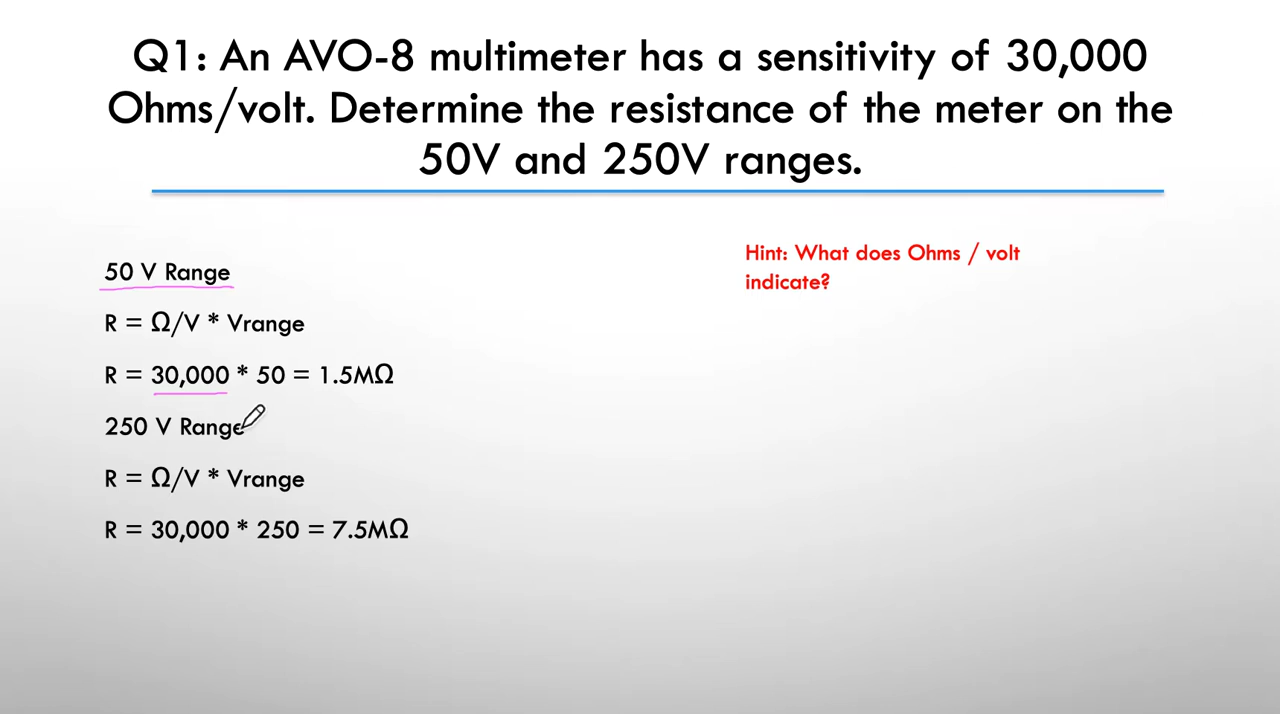 Q1: An AVO-8 multimeter has a sensitivity of 30,000
Ohms/volt. Determine the resistance of the meter on the
50V and 250V ranges.
50 V Range
R = Ω/V * Vrange
R = 30,000 * 50 = 1.5MΩ
250 V Range
R = Ω/V * Vrange
R = 30,000 * 250 = 7.5MΩ
Hint: What does Ohms / volt
indicate?